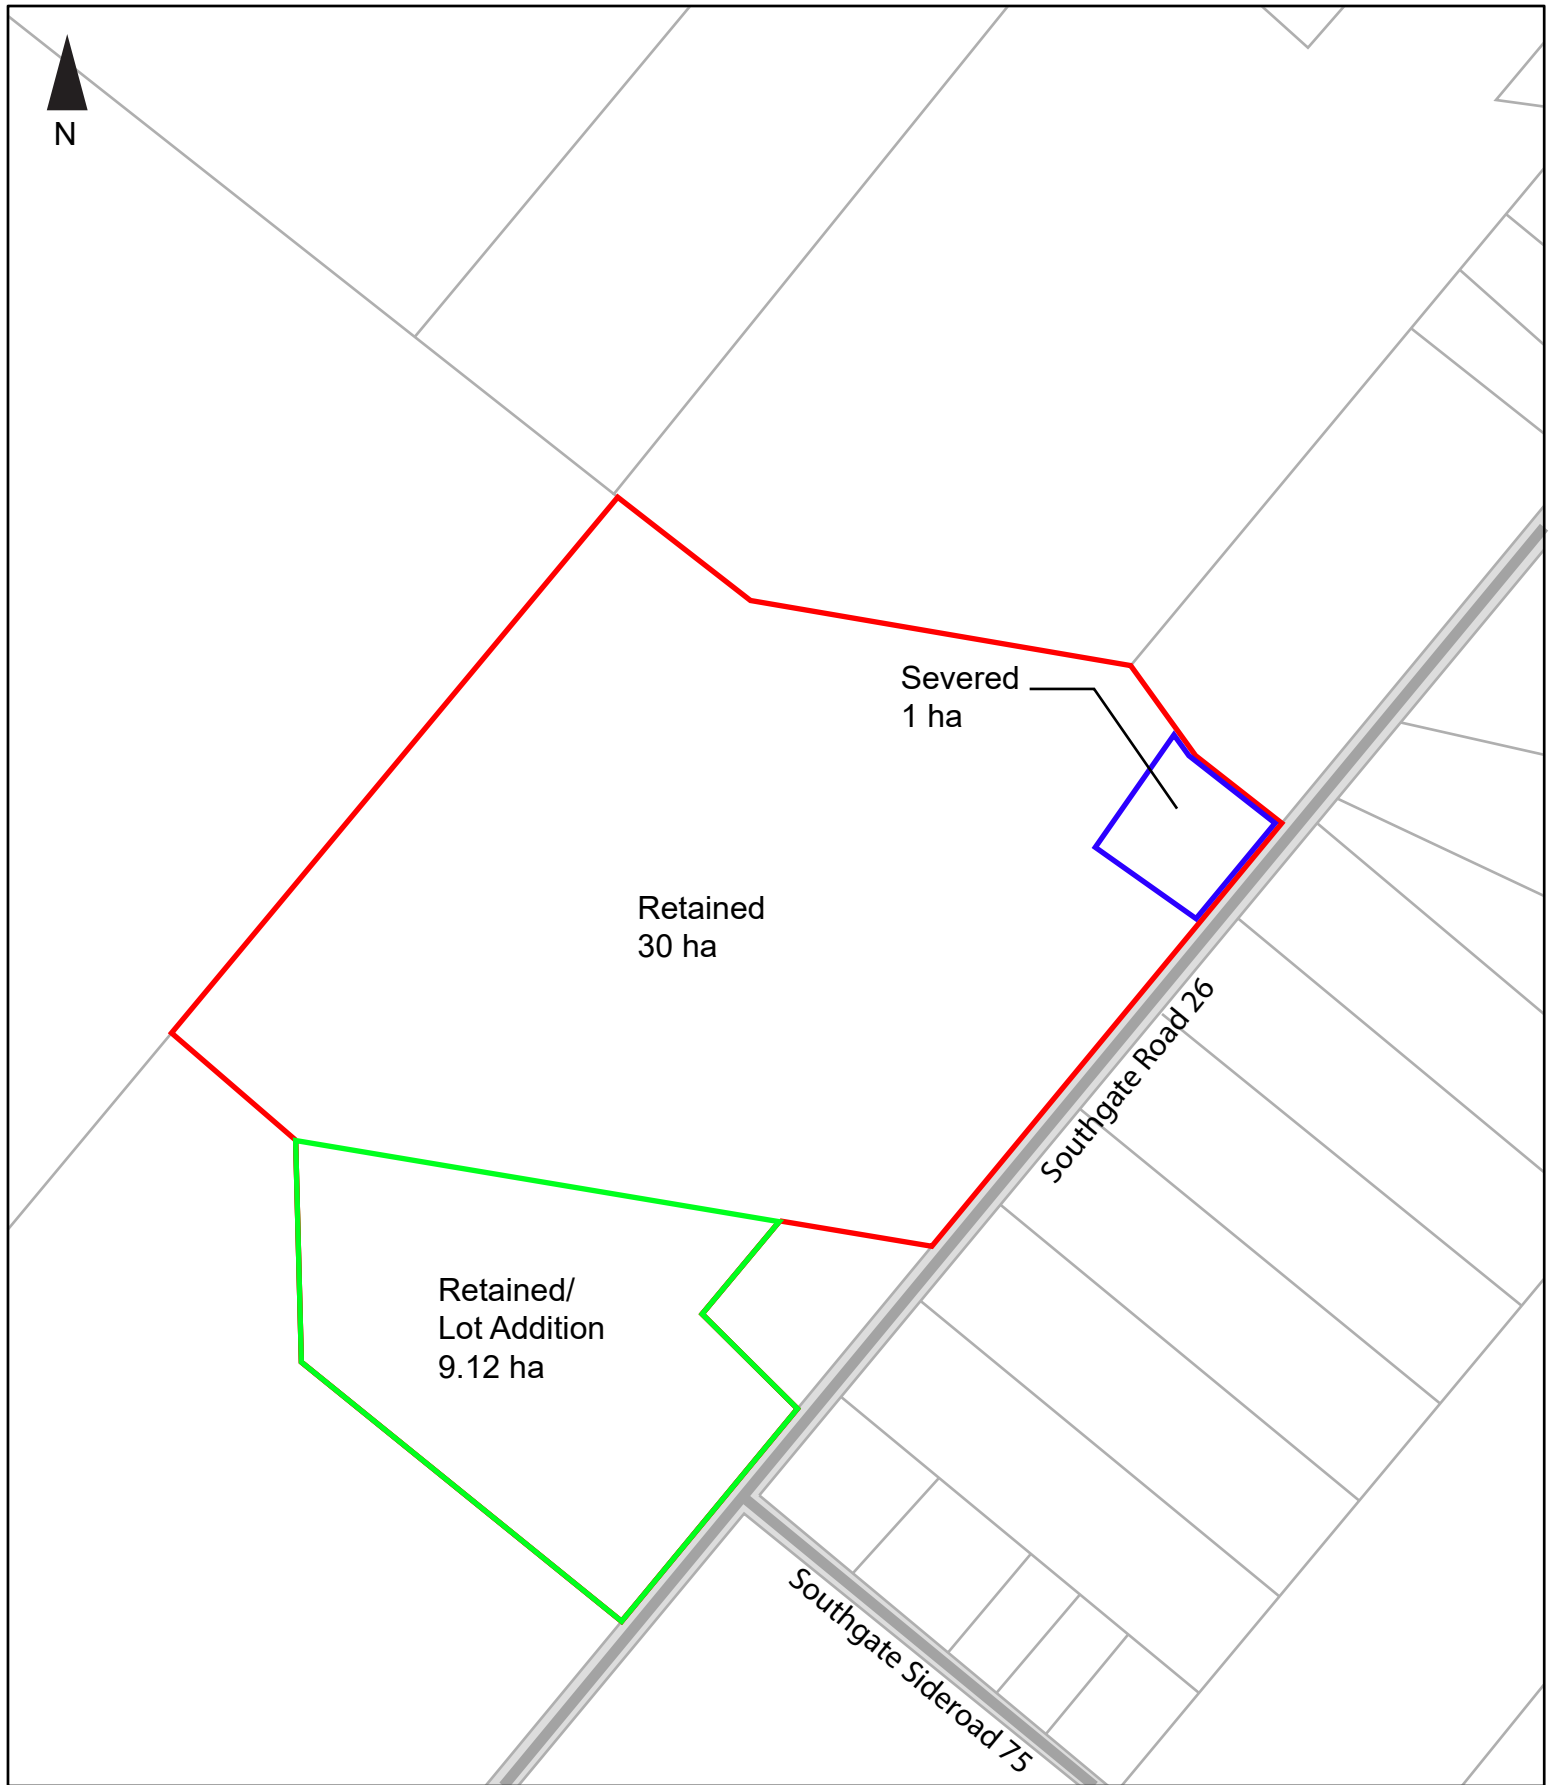 N
Severed
1 ha
Retained
30 ha
Southgate Road 26
Retained/
Lot Addition
9.12 ha
Southgate Sideroad 75